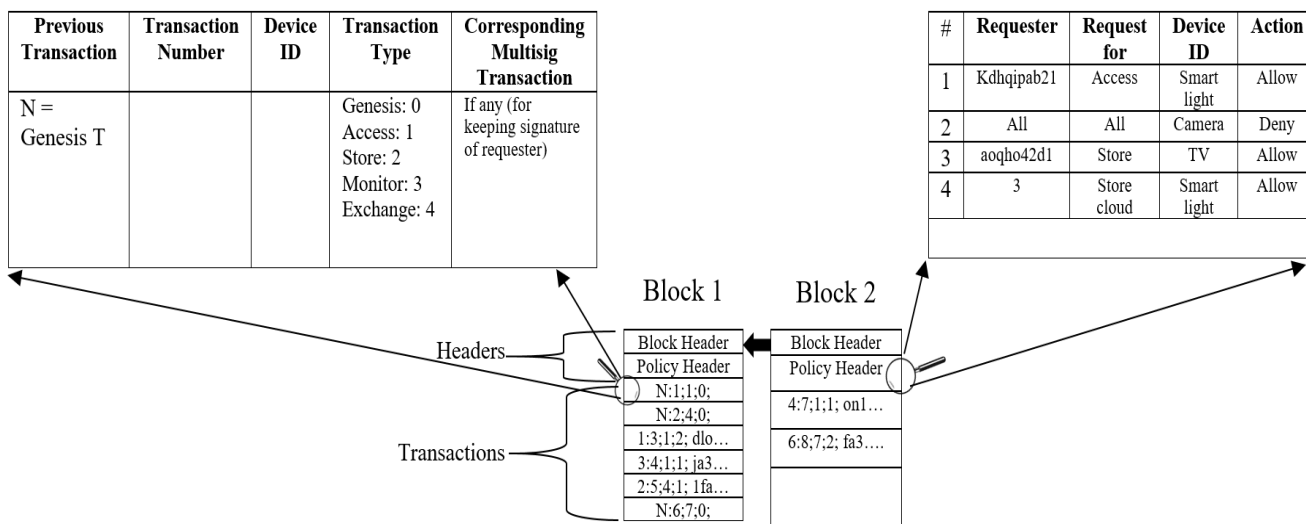 Previous Transaction
Transaction Number
Device ID
Transaction Type
Corresponding Multisig Transaction
N =
Genesis T
Genesis: 0
Access: 1
Store: 2
Monitor: 3
Exchange: 4
If any (for
keeping signature
of requester)
# Requester Request for Device ID Action
1 Kdhqipab21 Access Smart light Allow
2 All All Camera Deny
3 aoqho42d1 Store TV Allow
4 3 Store cloud Smart light Allow
Block 1
Block 2
Headers
Transactions
Block Header
Policy Header
N:1;1;0;
N:2;4;0;
1:3;1;2; dlo…
3:4;1;1; ja3…
2:5;4;1; 1fa…
N:6;7;0;
Block Header
Policy Header
4:7;1;1; on1…
6:8;7;2; fa3….